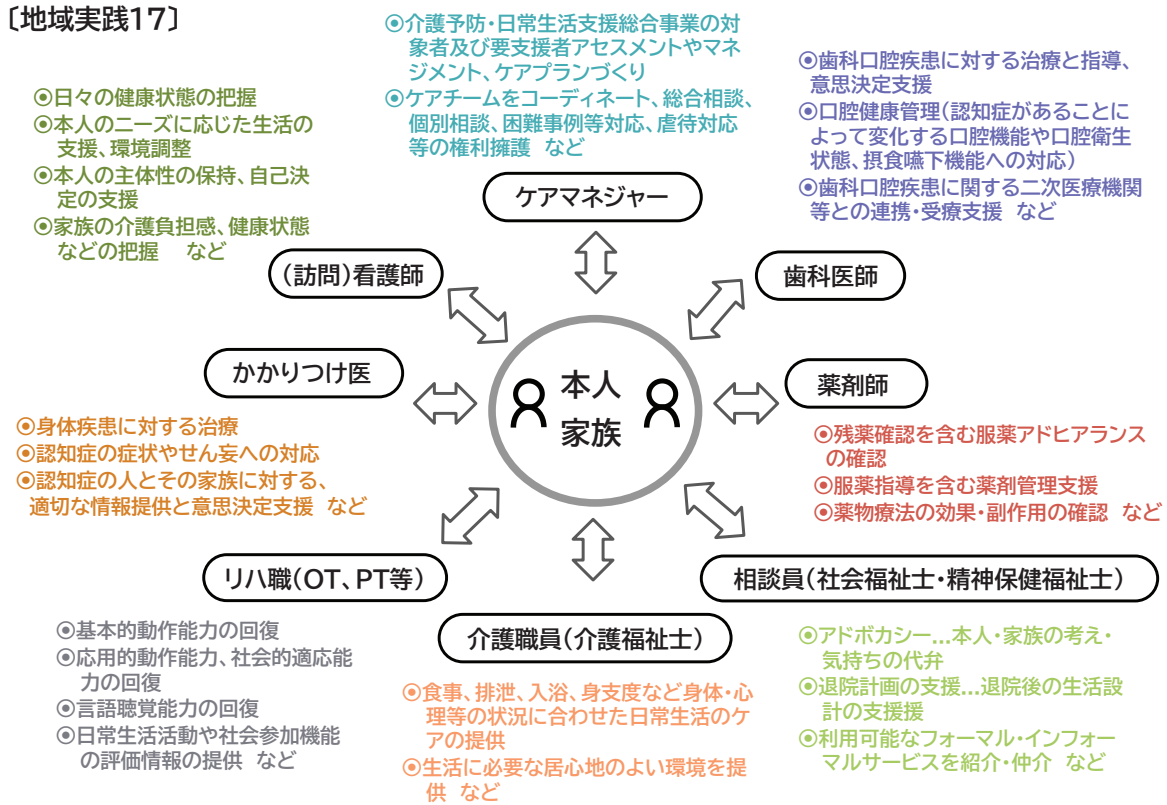 〔地域実践17〕
◉介護予防・日常生活支援総合事業の対
象者及び要支援者アセスメントやマネ
ジメント、ケアプランづくり
◉ケアチームをコーディネート、総合相談、
個別相談、困難事例等対応、虐待対応
等の権利擁護 など
ケアマネジャー
◉日々の健康状態の把握
◉本人のニーズに応じた生活の
支援、環境調整
◉本人の主体性の保持、自己決
定の支援
◉家族の介護負担感、健康状態
などの把握 など
(訪問)看護師
◉歯科口腔疾患に対する治療と指導、
意思決定支援
◉口腔健康管理(認知症があることに
よって変化する口腔機能や口腔衛生
状態、摂食嚥下機能への対応)
◉歯科口腔疾患に関する二次医療機関
等との連携・受療支援 など
歯科医師
かかりつけ医
◉身体疾患に対する治療
◉認知症の症状やせん妄への対応
◉認知症の人とその家族に対する、
適切な情報提供と意思決定支援 など
本人
家族
薬剤師
◉残薬確認を含む服薬アドヒアランス
の確認
◉服薬指導を含む薬剤管理支援
◉薬物療法の効果・副作用の確認 など
リハ職(OT、PT等)
◉基本的動作能力の回復
◉応用的動作能力、社会的適応能
力の回復
◉言語聴覚能力の回復
◉日常生活活動や社会参加機能
の評価情報の提供 など
介護職員(介護福祉士)
◉食事、排泄、入浴、身支度など身体・心
理等の状況に合わせた日常生活のケ
アの提供
◉生活に必要な居心地のよい環境を提
供 など
相談員(社会福祉士・精神保健福祉士)
◉アドボカシー…本人・家族の考え・
気持ちの代弁
◉退院計画の支援…退院後の生活設
計の支援援
◉利用可能なフォーマル・インフォー
マルサービスを紹介・仲介 など